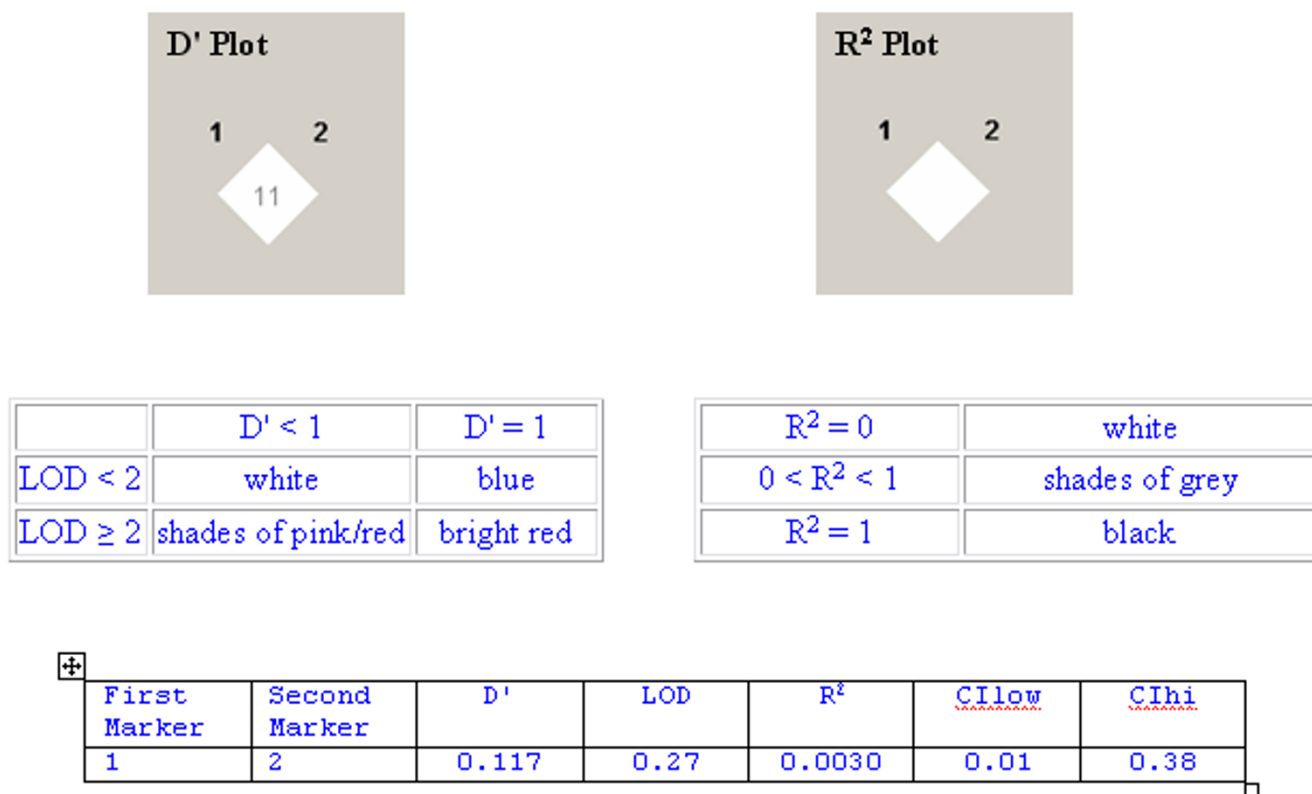 D' Plot
1 2
11
R² Plot
1 2
D' < 1 D' = 1
LOD < 2 white blue
LOD ≥ 2 shades of pink/red bright red
R² = 0 white
0 < R² < 1 shades of grey
R² = 1 black
First Marker Second Marker D' LOD R² CIlow CIhi
1 2 0.117 0.27 0.0030 0.01 0.38